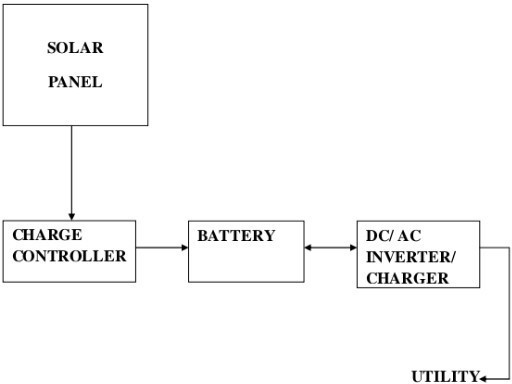 SOLAR
PANEL
CHARGE
CONTROLLER
BATTERY
DC/ AC
INVERTER/
CHARGER
UTILITY